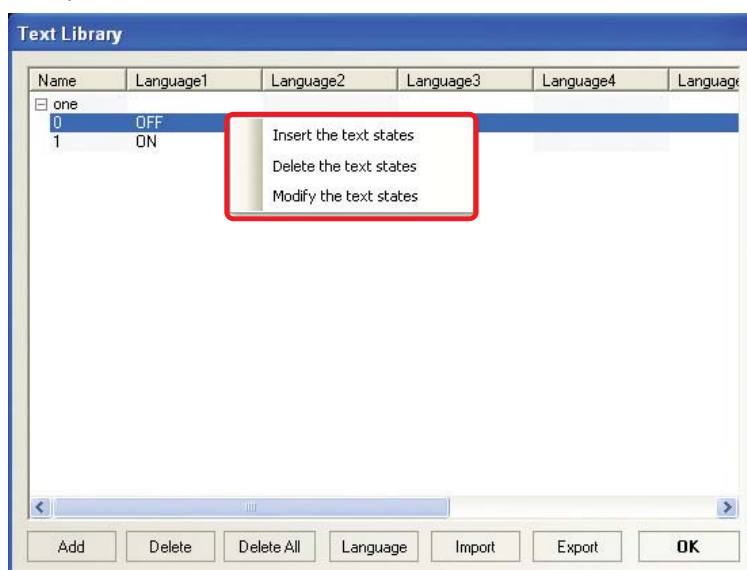 Text Library
Name Language1 Language2 Language3 Language4 Language
one
0 OFF
1 ON
Insert the text states
Delete the text states
Modify the text states
Add Delete Delete All Language Import Export OK